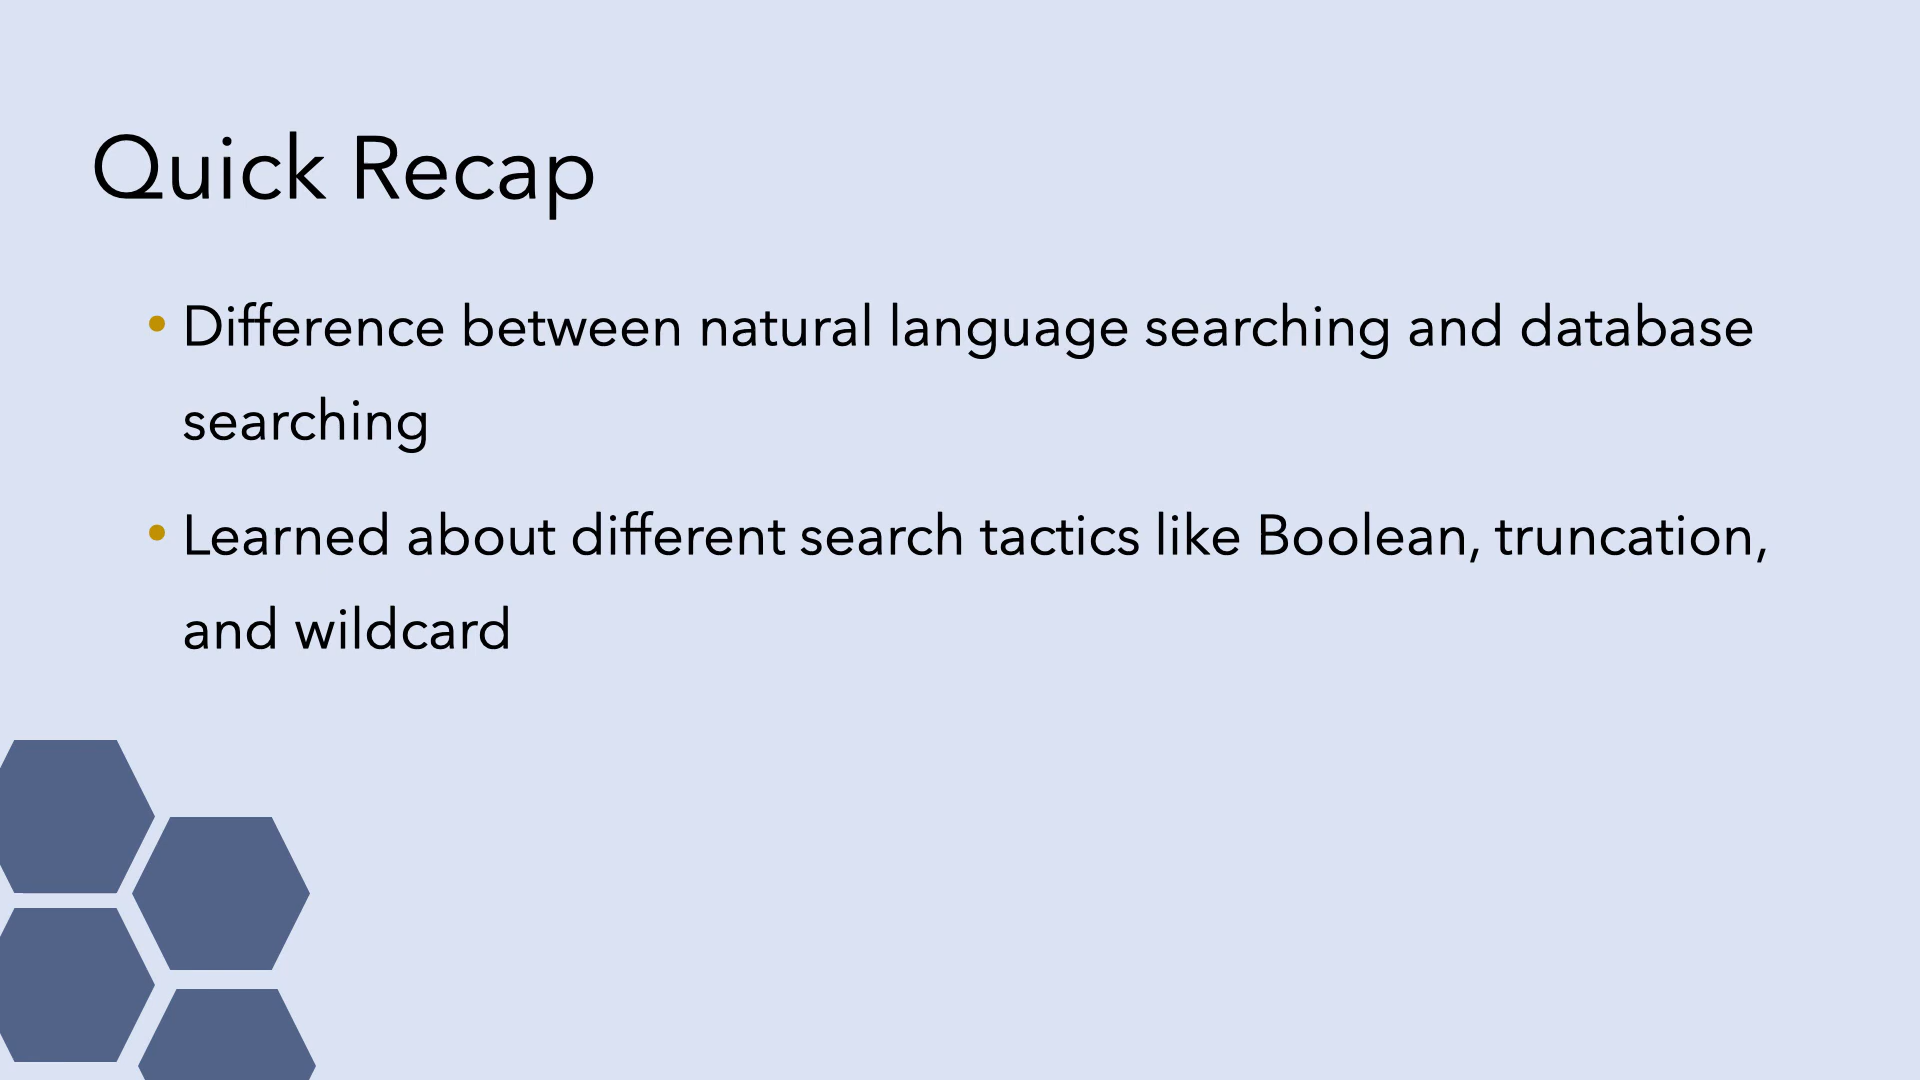 Quick Recap
• Difference between natural language searching and database
searching
• Learned about different search tactics like Boolean, truncation,
and wildcard